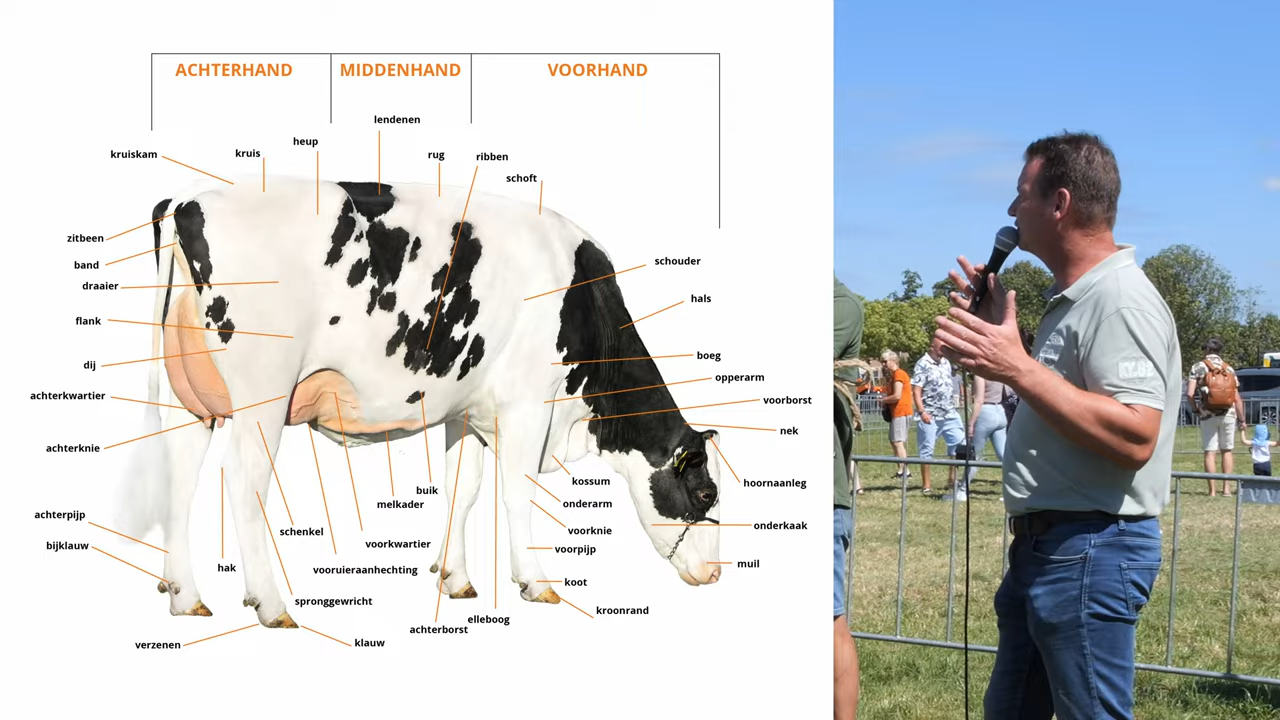 ACHTERHAND MIDDENHAND VOORHAND
lendenen
heup
kruiskam
kruis
rug
ribben
schoft
zitbeen
band
draaier
flank
dij
achterkwartier
achterknie
achterpijp
bijklauw
verzenen
hak
schenkel
spronggewricht
klauw
vooruieraanhechting
voorkwartier
melkader
buik
achterborst
elleboog
schouder
hals
boeg
opperarm
voorborst
nek
hoornaanleg
kossum
onderarm
onderkaak
voorknie
voorpijp
muil
koot
kroonrand